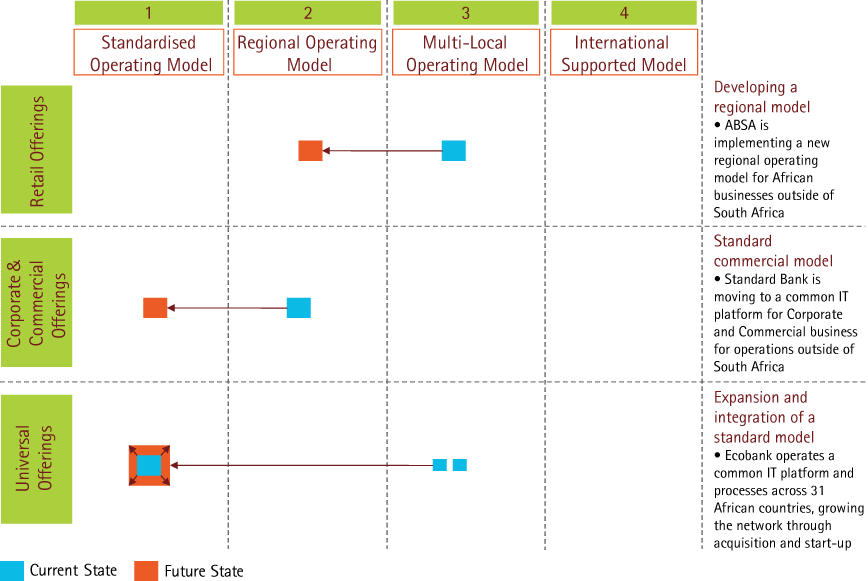 1
2
3
4
Standardised
Operating Model
Regional Operating
Model
Multi-Local
Operating Model
International
Supported Model
Retail Offerings
Developing a
regional model
• ABSA is
implementing a new
regional operating
model for African
businesses outside of
South Africa
Corporate &
Commercial
Offerings
Standard
commercial model
• Standard Bank is
moving to a common IT
platform for Corporate
and Commercial business
for operations outside of
South Africa
Universal
Offerings
Expansion and
integration of a
standard model
• Ecobank operates a
common IT platform and
processes across 31
African countries, growing
the network through
acquisition and start-up
Current State
Future State